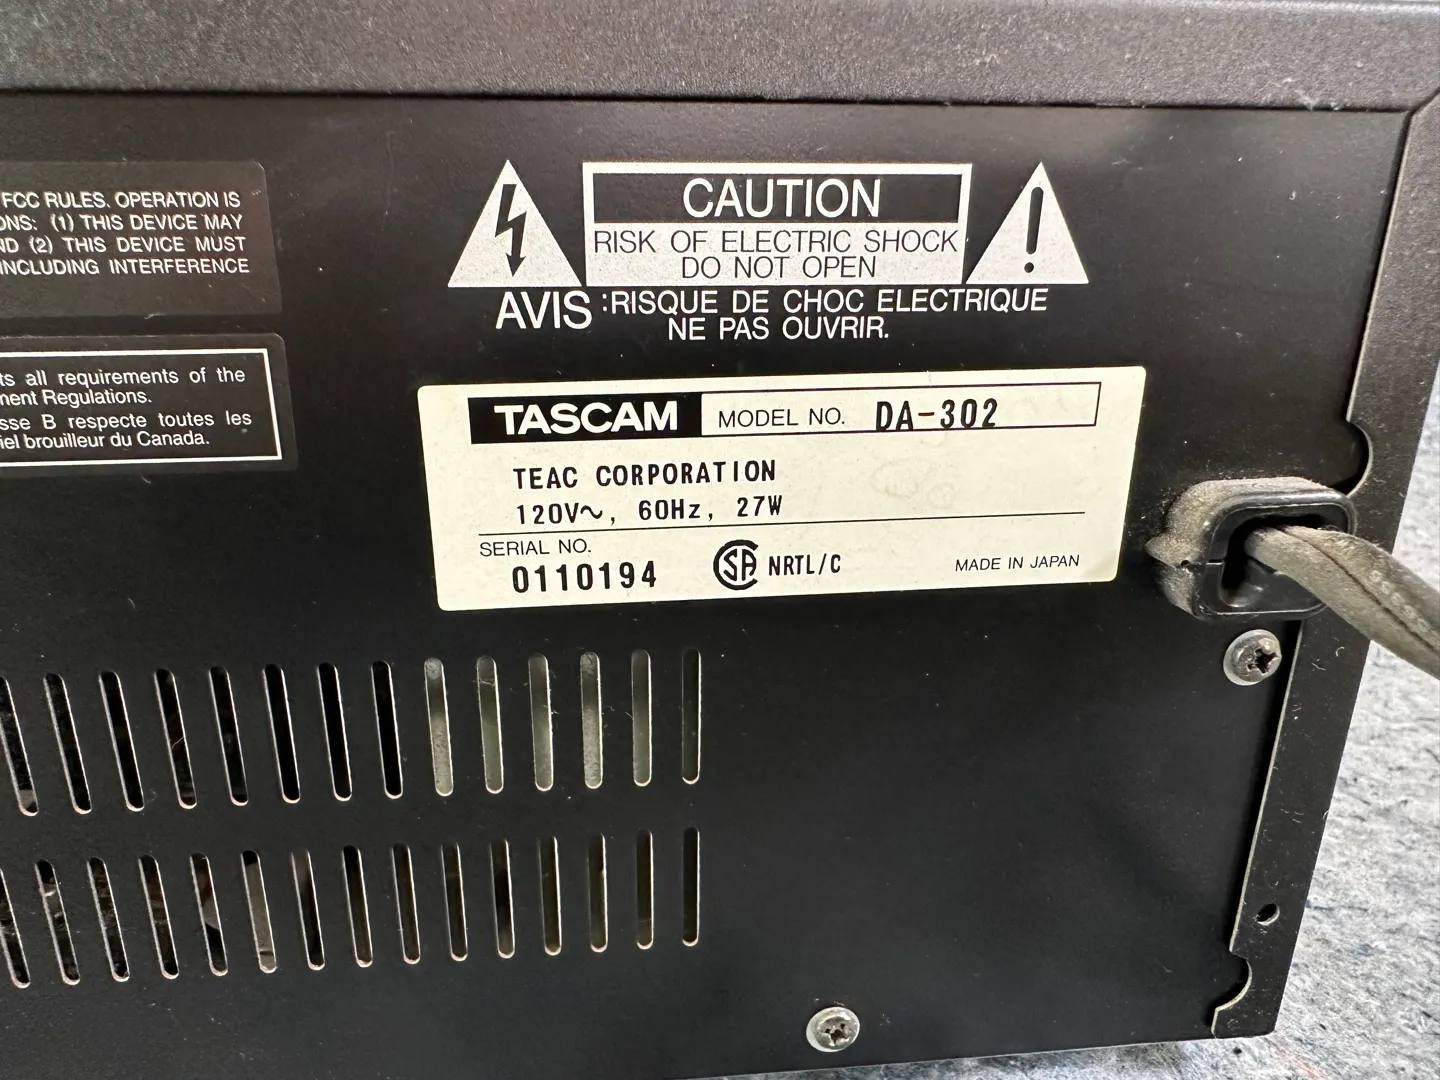 FCC RULES. OPERATION IS
ONS: (1) THIS DEVICE MAY
ND (2) THIS DEVICE MUST
INCLUDING INTERFERENCE
ts all requirements of the
ment Regulations.
sse B respecte toutes les
iel brouilleur du Canada.
CAUTION
RISK OF ELECTRIC SHOCK
DO NOT OPEN
AVIS :RISQUE DE CHOC ELECTRIQUE
NE PAS OUVRIR.
TASCAM MODEL NO. DA-302
TEAC CORPORATION
120V~, 60Hz, 27W
SERIAL NO.
0110194
SA NRTL/C
MADE IN JAPAN